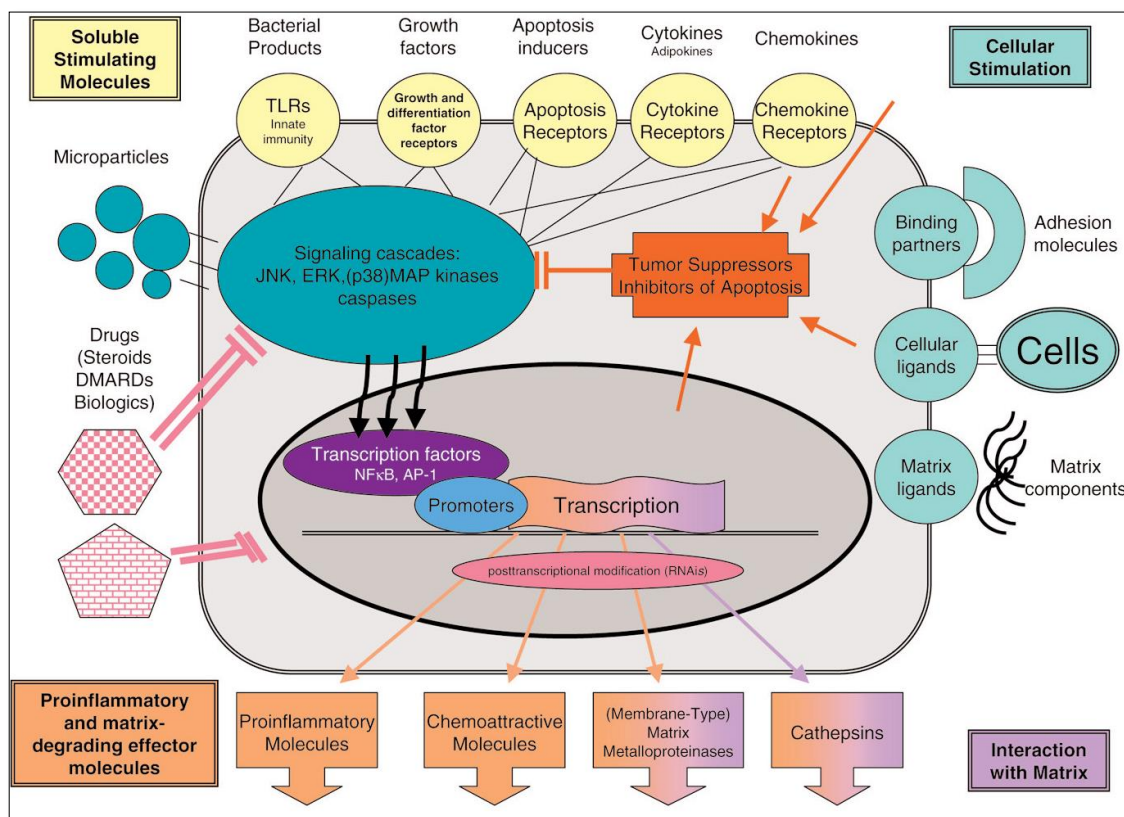 Soluble
Stimulating
Molecules
Bacterial
Products
Growth
factors
Apoptosis
inducers
Cytokines
Adipokines
Chemokines
Cellular
Stimulation
TLRs
Innate
immunity
Growth and
differentiation
factor
receptors
Apoptosis
Receptors
Cytokine
Receptors
Chemokine
Receptors
Microparticles
Signaling cascades:
JNK, ERK,(p38)MAP kinases
caspases
Tumor Suppressors
Inhibitors of Apoptosis
Binding
partners
Adhesion
molecules
Drugs
(Steroids
DMARDs
Biologics)
Cellular
ligands
Cells
Transcription factors
NFκB, AP-1
Promoters
Transcription
Matrix
ligands
Matrix
components
posttranscriptional modification (RNAis)
Proinflammatory
and matrix-
degrading effector
molecules
Proinflammatory
Molecules
Chemoattractive
Molecules
(Membrane-Type)
Matrix
Metalloproteinases
Cathepsins
Interaction
with Matrix